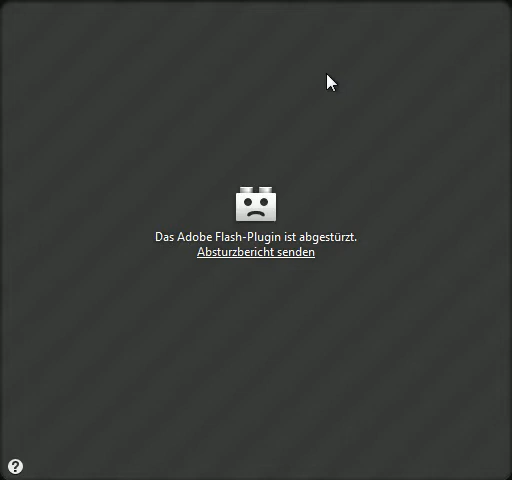 Das Adobe Flash-Plugin ist abgestürzt.
Absturzbericht senden
?